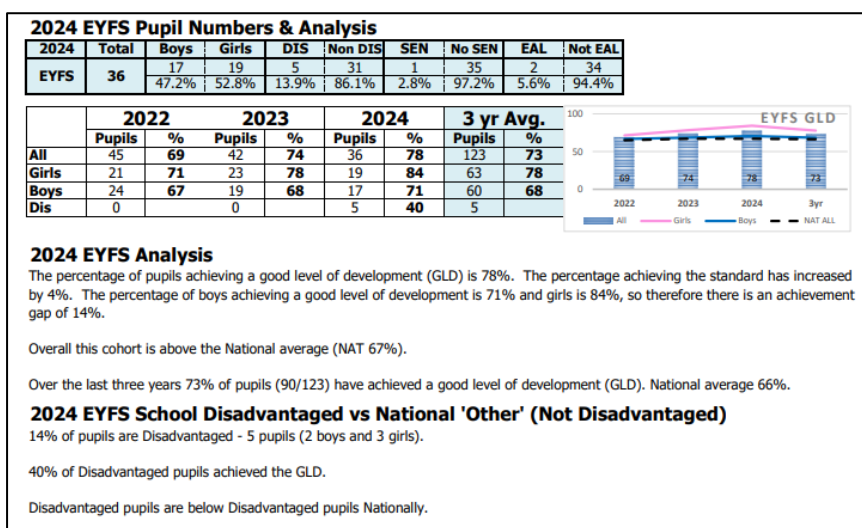 2024 EYFS Pupil Numbers & Analysis
2024 Total Boys Girls DIS Non DIS SEN No SEN EAL Not EAL
EYFS 36 17 19 5 31 1 35 2 34
47.2% 52.8% 13.9% 86.1% 2.8% 97.2% 5.6% 94.4%
2022 2023 2024 3 yr Avg.
Pupils % Pupils % Pupils % Pupils %
All 45 69 42 74 36 78 123 73
Girls 21 71 23 78 19 84 63 78
Boys 24 67 19 68 17 71 60 68
Dis 0 0 5 40 5
EYFS GLD
100
50
0
69 74 78 73
2022 2023 2024 3yr
All Girls Boys NAT ALL
2024 EYFS Analysis
The percentage of pupils achieving a good level of development (GLD) is 78%. The percentage achieving the standard has increased
by 4%. The percentage of boys achieving a good level of development is 71% and girls is 84%, so therefore there is an achievement
gap of 14%.
Overall this cohort is above the National average (NAT 67%).
Over the last three years 73% of pupils (90/123) have achieved a good level of development (GLD). National average 66%.
2024 EYFS School Disadvantaged vs National 'Other' (Not Disadvantaged)
14% of pupils are Disadvantaged - 5 pupils (2 boys and 3 girls).
40% of Disadvantaged pupils achieved the GLD.
Disadvantaged pupils are below Disadvantaged pupils Nationally.